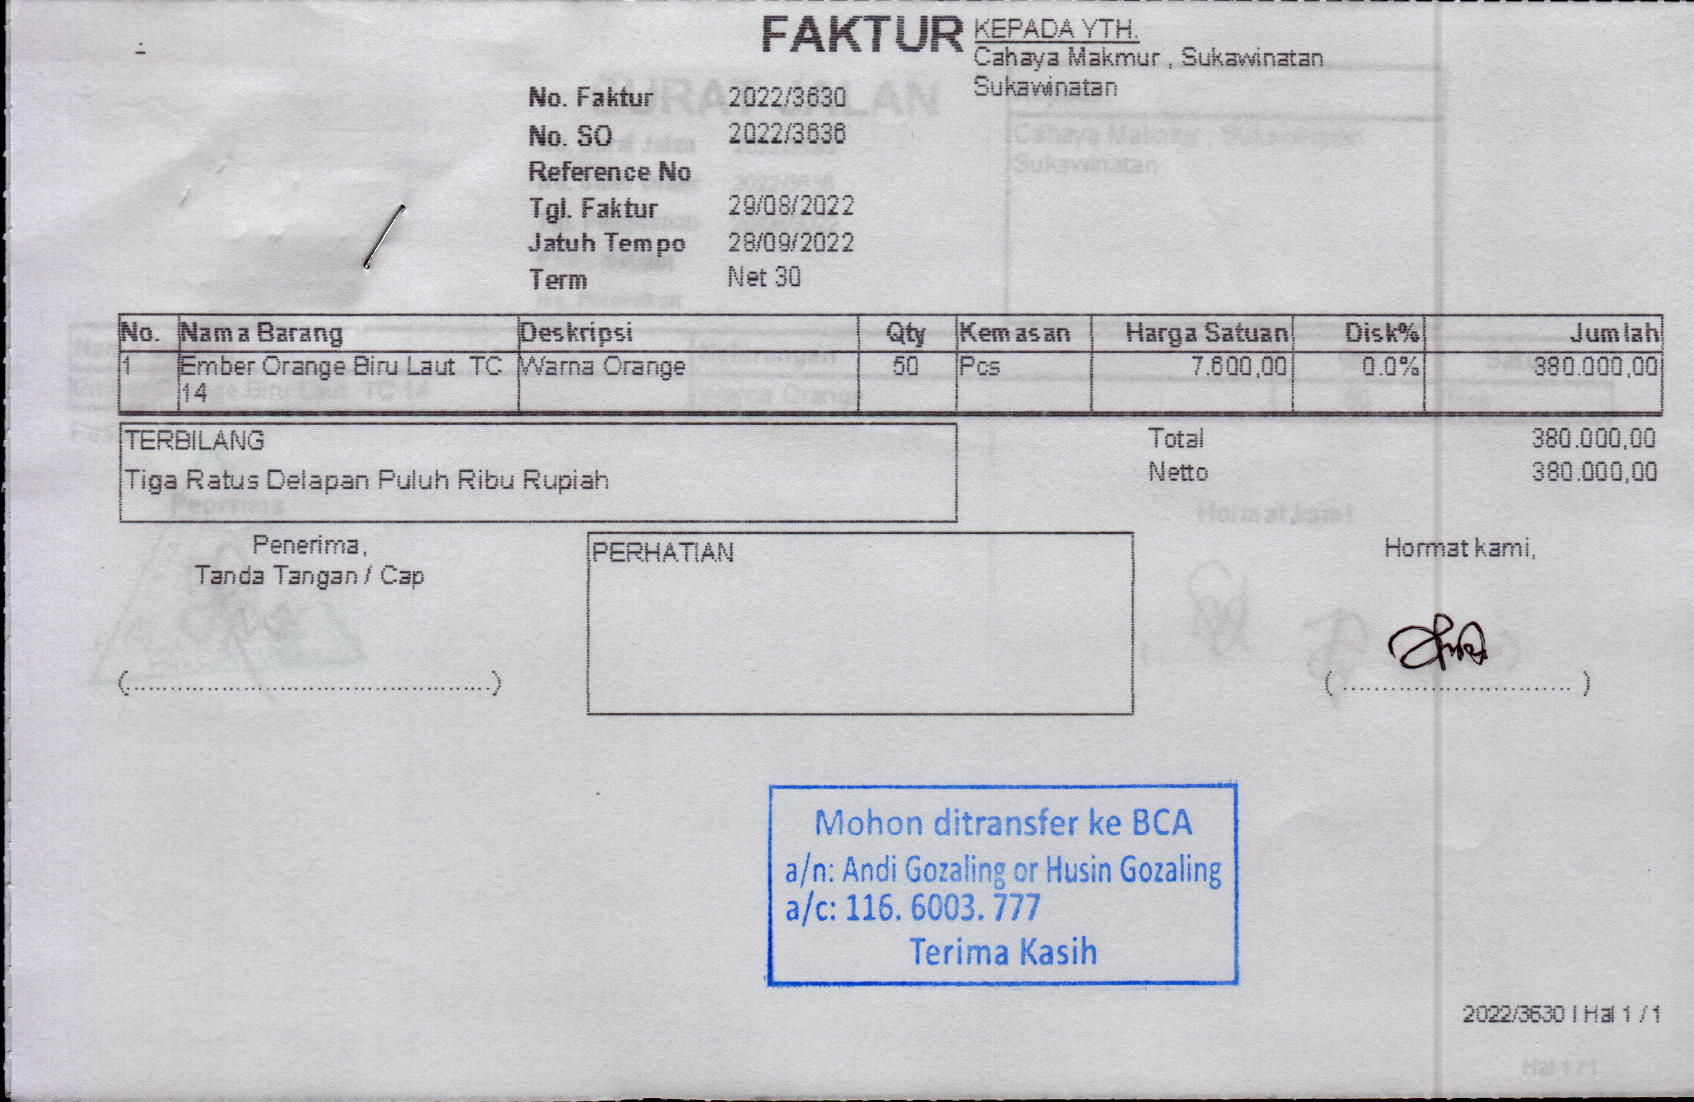 FAKTUR
KEPADA YTH.
Cahaya Makmur , Sukawinatan
Sukawinatan
No. Faktur 2022/3630
No. SO 2022/3636
Reference No
Tgl. Faktur 29/08/2022
Jatuh Tempo 28/09/2022
Term Net 30
No. Nama Barang Deskripsi Qty Kemasan Harga Satuan Disk% Jumlah
1 Ember Orange Biru Laut TC Warna Orange 50 Pcs 7.600,00 0.0% 380.000,00
14
TERBILANG
Tiga Ratus Delapan Puluh Ribu Rupiah
Total 380.000,00
Netto 380.000,00
Penerima,
Tanda Tangan / Cap
(..............................................)
PERHATIAN
Hormat kami,
( ............................. )
Mohon ditransfer ke BCA
a/n: Andi Gozaling or Husin Gozaling
a/c: 116. 6003. 777
Terima Kasih
2022/3630 | Hal 1 / 1
Hal 1 / 1